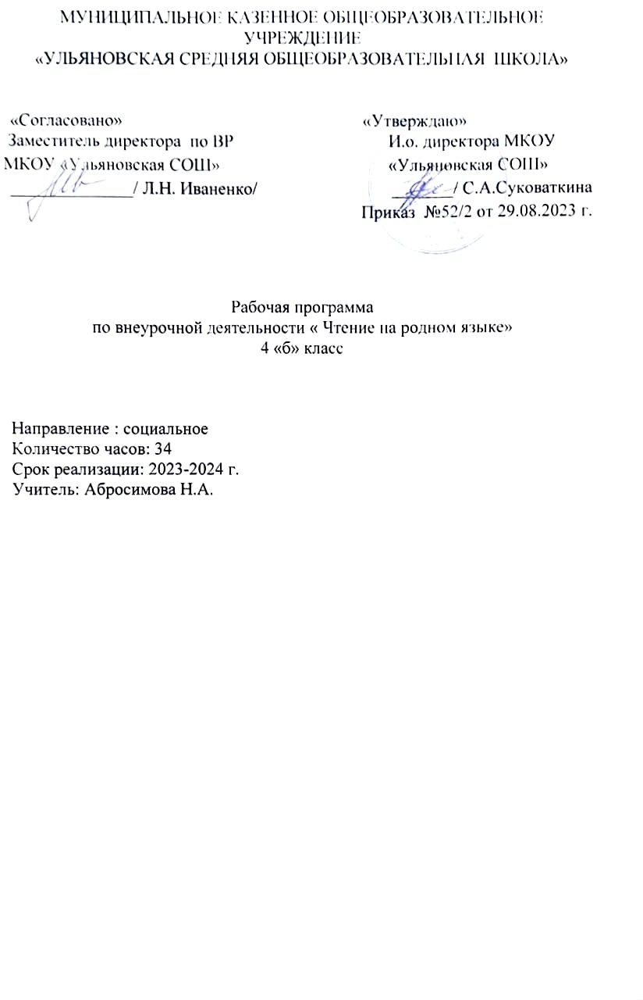 МУНИЦИПАЛЬНОЕ КАЗЕННОЕ ОБЩЕОБРАЗОВАТЕЛЬНОЕ
УЧРЕЖДЕНИЕ
«УЛЬЯНОВСКАЯ СРЕДНЯЯ ОБЩЕОБРАЗОВАТЕЛЬНАЯ ШКОЛА»
«Согласовано»
Заместитель директора по ВР
МКОУ «Ульяновская СОШ»
______________/ Л.Н. Иваненко/
«Утверждаю»
И.о. директора МКОУ
«Ульяновская СОШ»
_______/ С.А.Суковаткина
Приказ №52/2 от 29.08.2023 г.
Рабочая программа
по внеурочной деятельности « Чтение на родном языке»
4 «б» класс
Направление : социальное
Количество часов: 34
Срок реализации: 2023-2024 г.
Учитель: Абросимова Н.А.